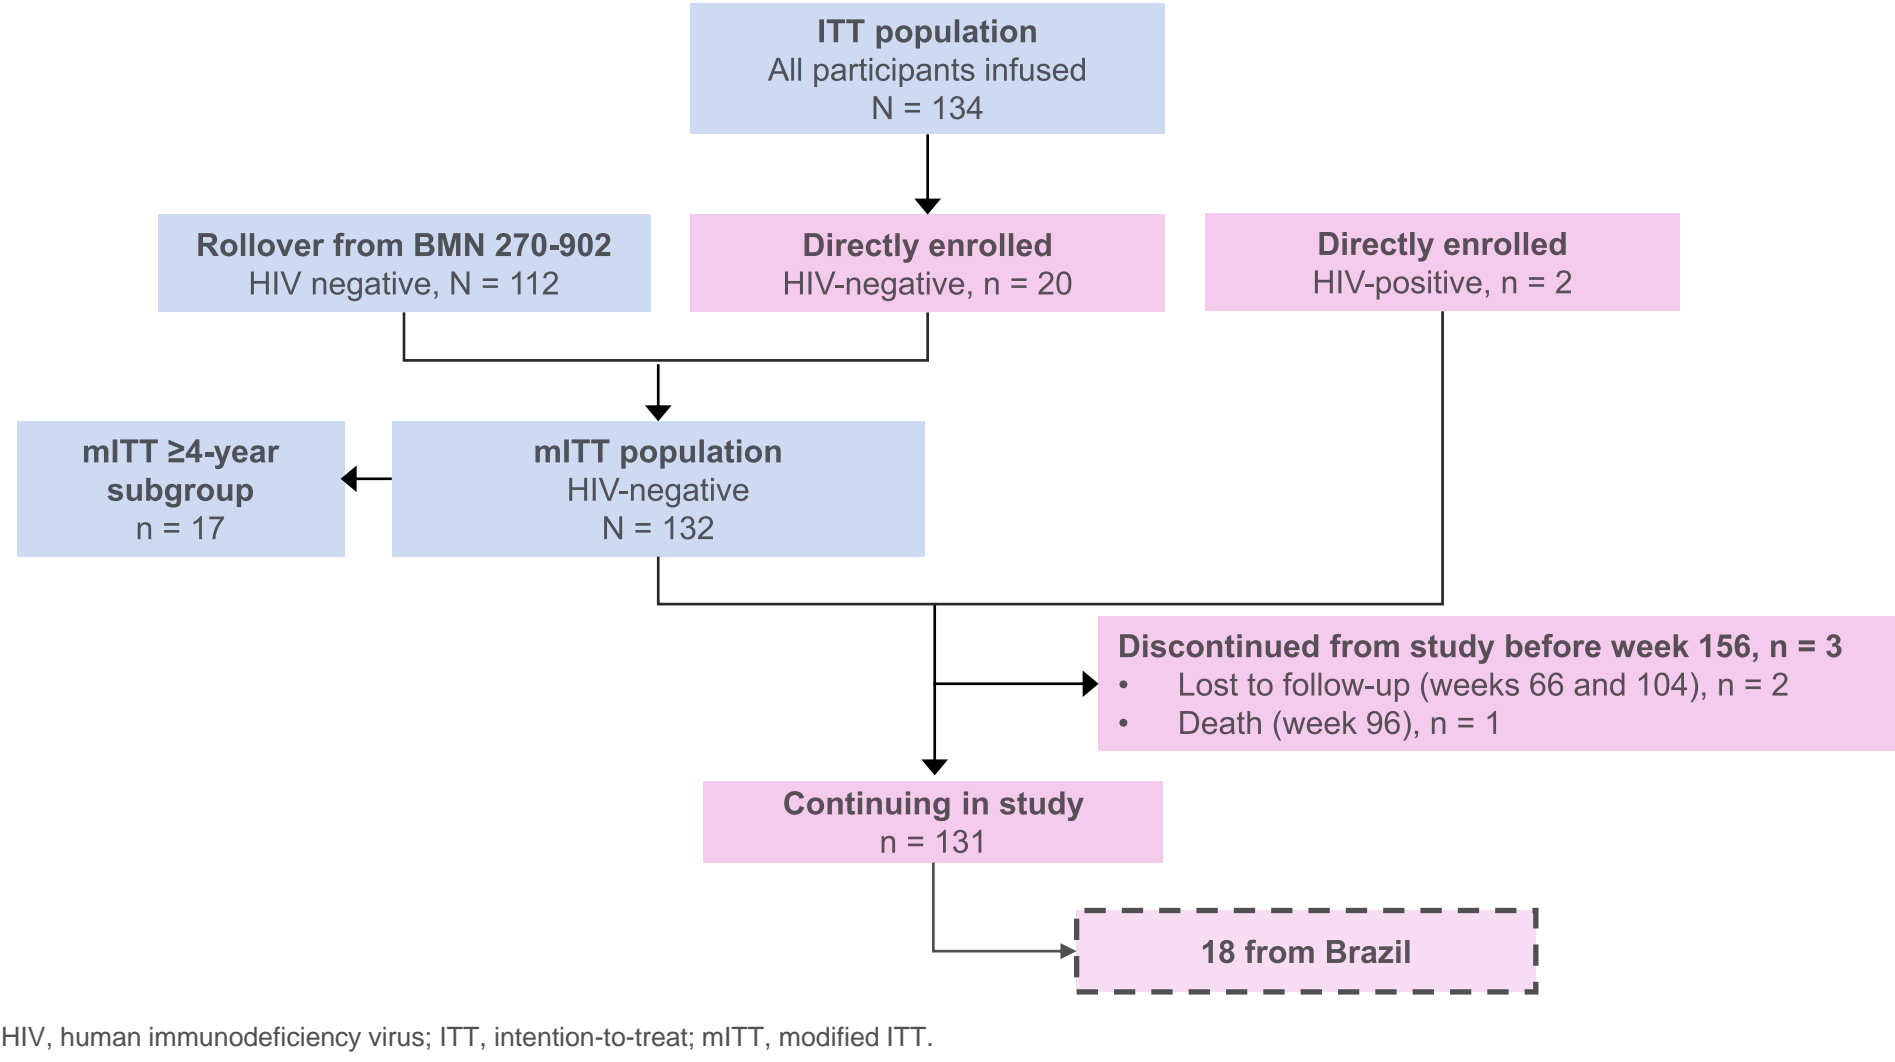 ITT population
All participants infused
N = 134
Rollover from BMN 270-902
HIV negative, N = 112
Directly enrolled
HIV-negative, n = 20
Directly enrolled
HIV-positive, n = 2
mITT ≥4-year
subgroup
n = 17
mITT population
HIV-negative
N = 132
Discontinued from study before week 156, n = 3
• Lost to follow-up (weeks 66 and 104), n = 2
• Death (week 96), n = 1
Continuing in study
n = 131
18 from Brazil
HIV, human immunodeficiency virus; ITT, intention-to-treat; mITT, modified ITT.